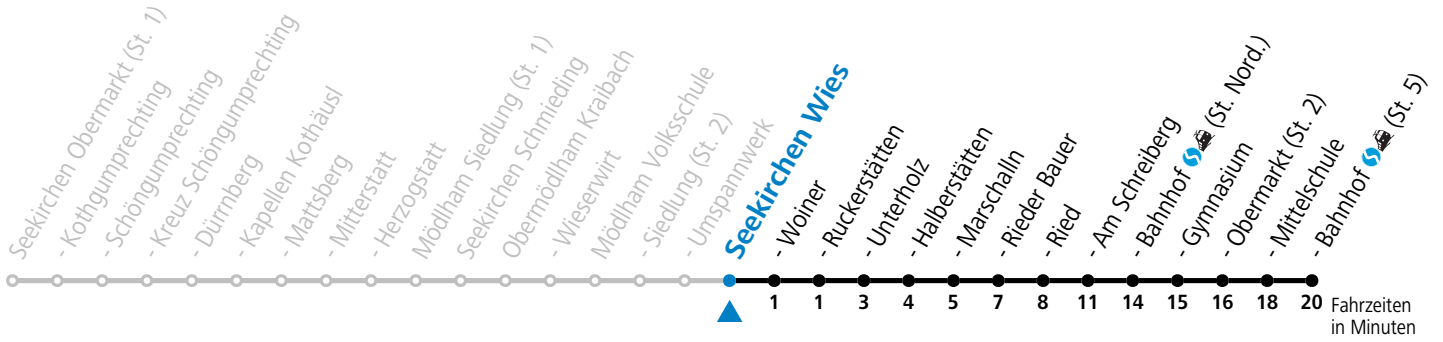 Seekirchen Obermarkt (St. 1)
- Kothgumprechting
- Schöngumprechting
- Kreuz Schöngumprechting
- Dürrnberg
- Kapellen Kothäusl
- Mattsberg
- Mitterstatt
- Herzogstatt
Mödlham Siedlung (St. 1)
Seekirchen Schmieding
Obermödlham Kraibach
- Wieserwirt
Mödlham Volksschule
- Siedlung (St. 2)
- Umspannwerk
Seekirchen Wies
- Woiner
- Ruckerstätten
- Unterholz
- Halberstätten
- Marschalln
- Rieder Bauer
- Ried
- Am Schreiberg
- Bahnhof (St. Nord.)
- Gymnasium
- Obermarkt (St. 2)
- Mittelschule
- Bahnhof (St. 5)
1 1 3 4 5 7 8 11 14 15 16 18 20 Fahrzeiten
in Minuten